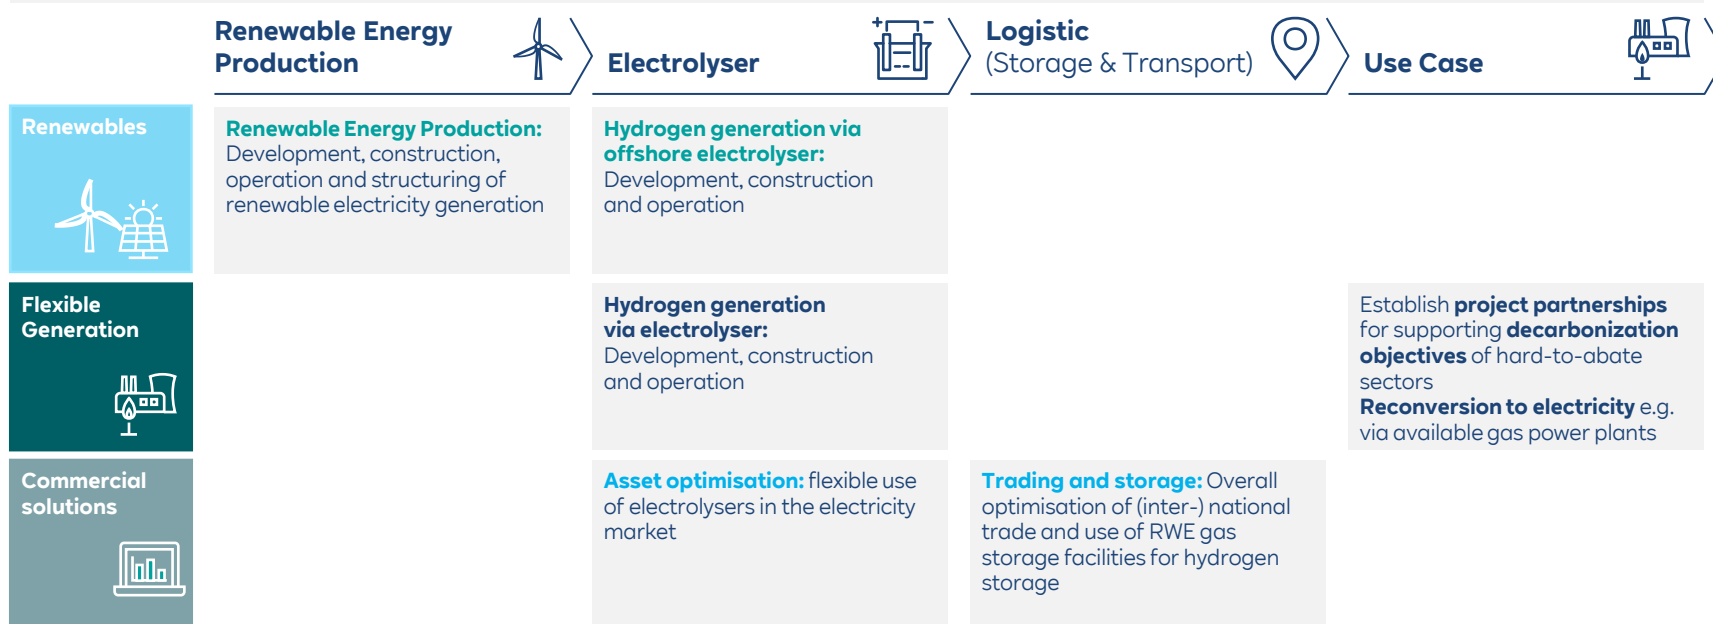 Renewable Energy
Production
Electrolyser
Logistic
(Storage & Transport)
Use Case
Renewables
Renewable Energy Production:
Development, construction,
operation and structuring of
renewable electricity generation
Hydrogen generation via
offshore electrolyser:
Development, construction
and operation
Flexible
Generation
Hydrogen generation
via electrolyser:
Development, construction
and operation
Establish project partnerships
for supporting decarbonization
objectives of hard-to-abate
sectors
Reconversion to electricity e.g.
via available gas power plants
Commercial
solutions
Asset optimisation: flexible use
of electrolysers in the electricity
market
Trading and storage: Overall
optimisation of (inter-) national
trade and use of RWE gas
storage facilities for hydrogen
storage